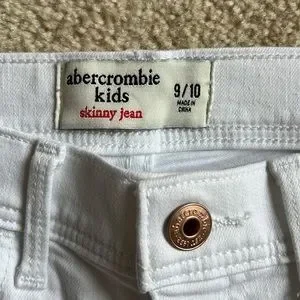 abercrombie
kids
skinny jean
9/10
MADE IN
CHINA